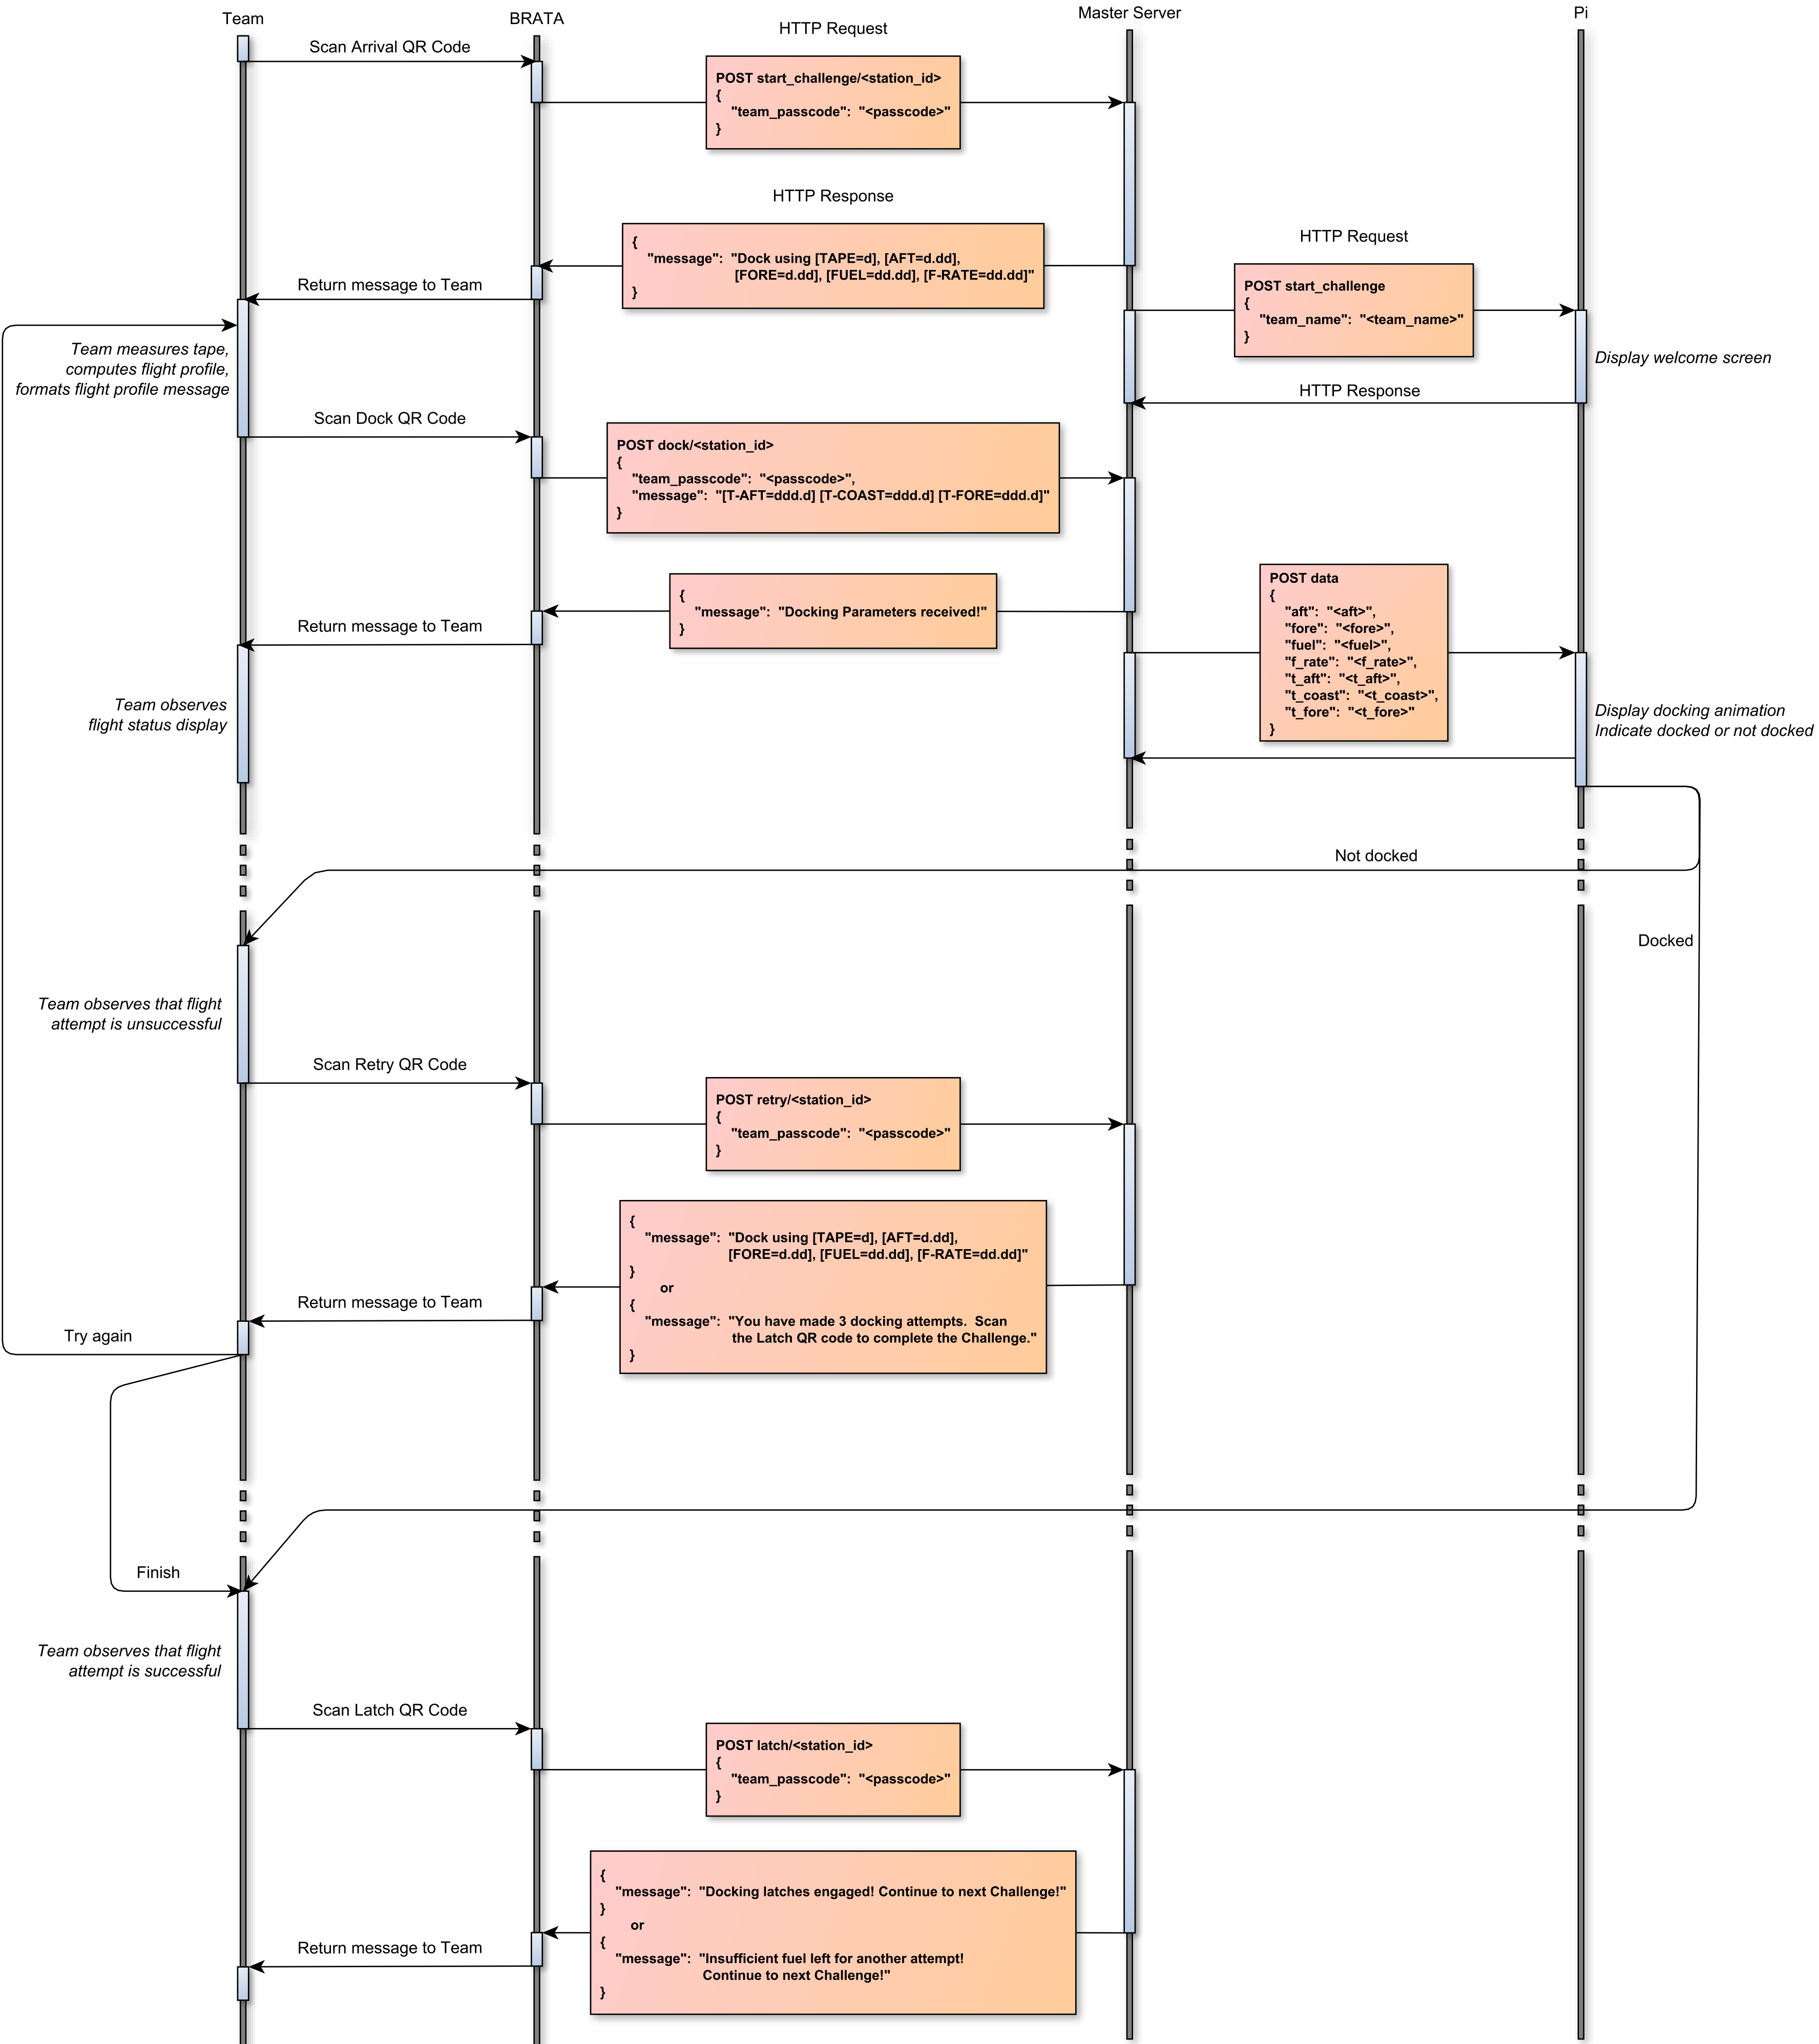 Team
BRATA
Master Server
Pi
HTTP Request
Scan Arrival QR Code
POST start_challenge/<station_id>
{
"team_passcode": "<passcode>"
}
HTTP Response
{
"message": "Dock using [TAPE=d], [AFT=d.dd],
[FORE=d.dd], [FUEL=dd.dd], [F-RATE=dd.dd]"
}
Return message to Team
HTTP Request
POST start_challenge
{
"team_name": "<team_name>"
}
Display welcome screen
HTTP Response
Team measures tape,
computes flight profile,
formats flight profile message
Scan Dock QR Code
POST dock/<station_id>
{
"team_passcode": "<passcode>",
"message": "[T-AFT=ddd.d] [T-COAST=ddd.d] [T-FORE=ddd.d]"
}
{
"message": "Docking Parameters received!"
}
Return message to Team
POST data
{
"aft": "<aft>",
"fore": "<fore>",
"fuel": "<fuel>",
"f_rate": "<f_rate>",
"t_aft": "<t_aft>",
"t_coast": "<t_coast>",
"t_fore": "<t_fore>"
}
Team observes
flight status display
Display docking animation
Indicate docked or not docked
Not docked
Docked
Team observes that flight
attempt is unsuccessful
Scan Retry QR Code
POST retry/<station_id>
{
"team_passcode": "<passcode>"
}
{
"message": "Dock using [TAPE=d], [AFT=d.dd],
[FORE=d.dd], [FUEL=dd.dd], [F-RATE=dd.dd]"
}
or
{
"message": "You have made 3 docking attempts. Scan
the Latch QR code to complete the Challenge."
}
Return message to Team
Try again
Finish
Team observes that flight
attempt is successful
Scan Latch QR Code
POST latch/<station_id>
{
"team_passcode": "<passcode>"
}
{
"message": "Docking latches engaged! Continue to next Challenge!"
}
or
{
"message": "Insufficient fuel left for another attempt!
Continue to next Challenge!"
}
Return message to Team